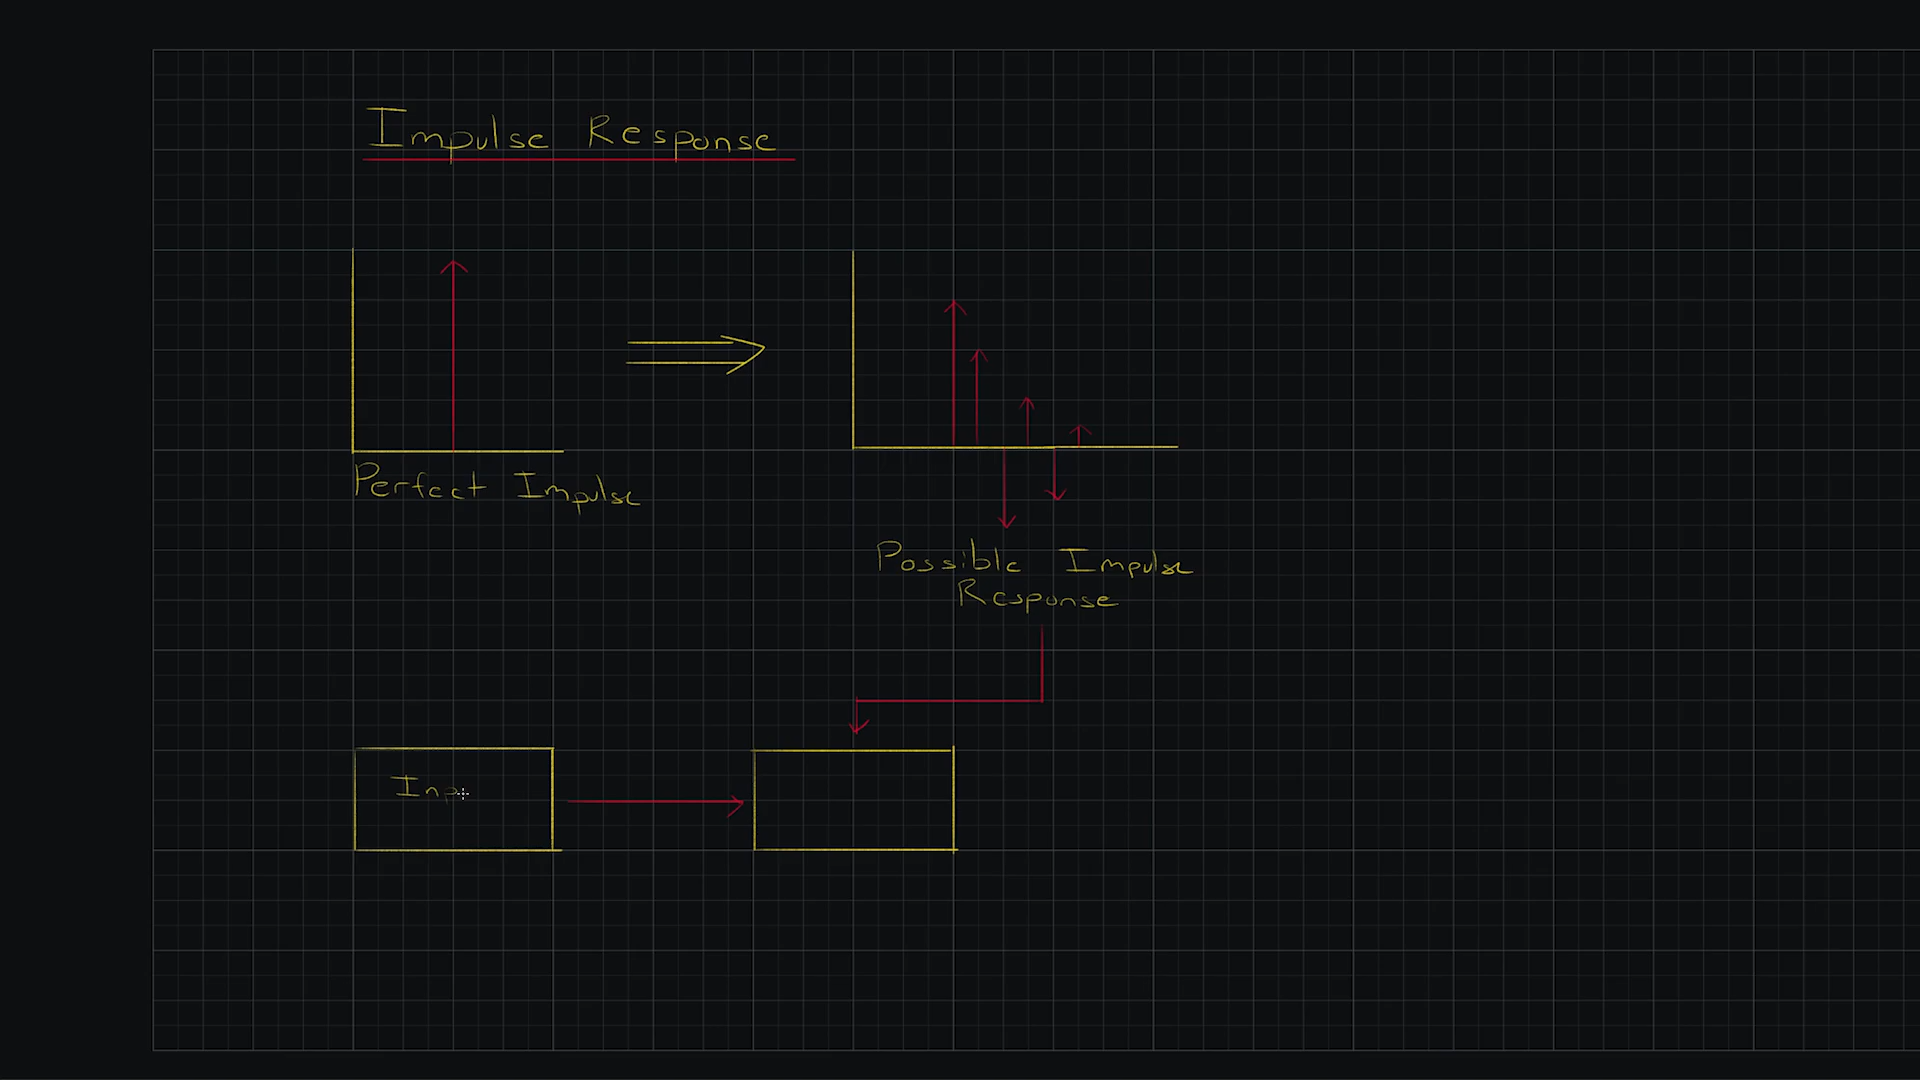 Impulse Response
Perfect Impulse
Possible Impulse
Response
Inp